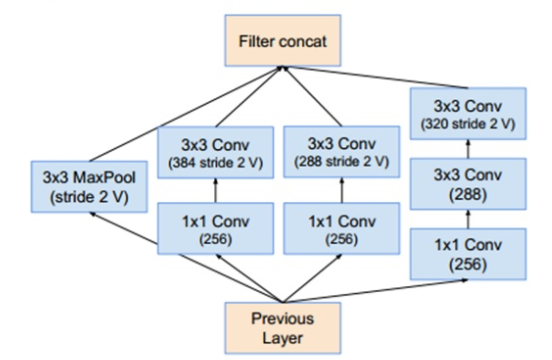 Filter concat
3x3 MaxPool
(stride 2 V)
3x3 Conv
(384 stride 2 V)
1x1 Conv
(256)
3x3 Conv
(288 stride 2 V)
1x1 Conv
(256)
3x3 Conv
(320 stride 2 V)
3x3 Conv
(288)
1x1 Conv
(256)
Previous
Layer